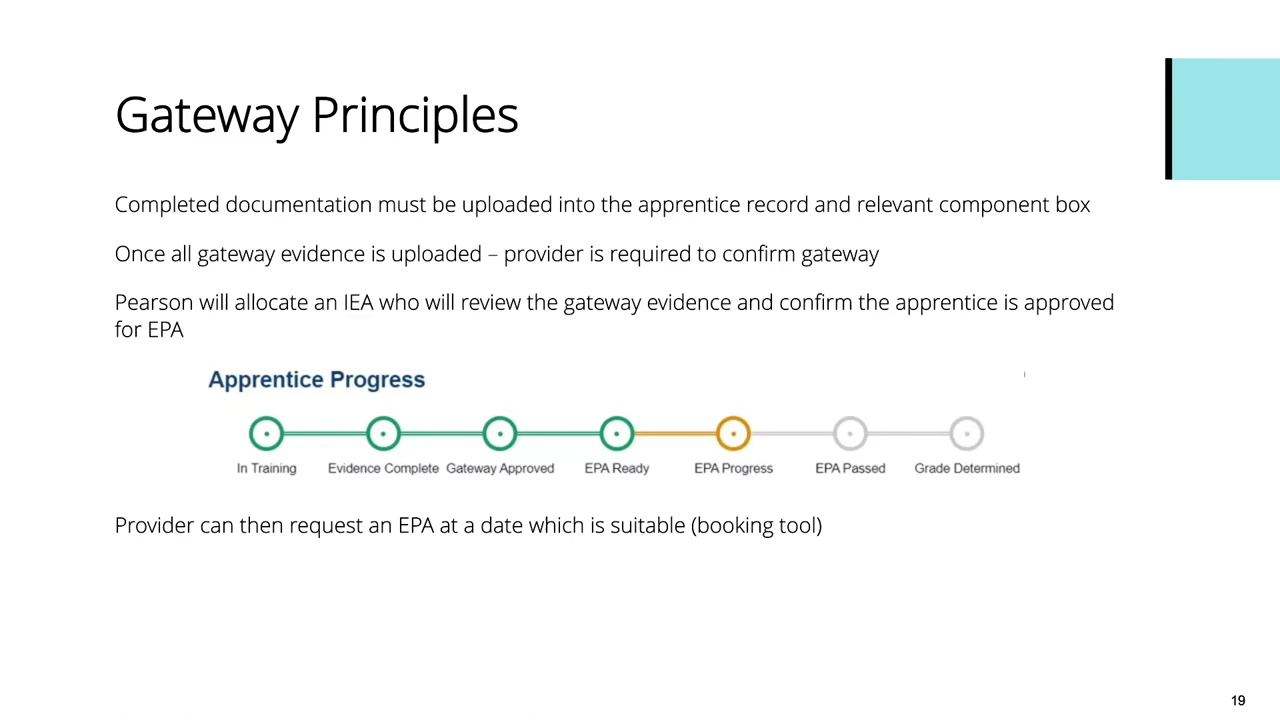 Gateway Principles
Completed documentation must be uploaded into the apprentice record and relevant component box
Once all gateway evidence is uploaded – provider is required to confirm gateway
Pearson will allocate an IEA who will review the gateway evidence and confirm the apprentice is approved
for EPA
Apprentice Progress
In Training Evidence Complete Gateway Approved EPA Ready EPA Progress EPA Passed Grade Determined
Provider can then request an EPA at a date which is suitable (booking tool)
19